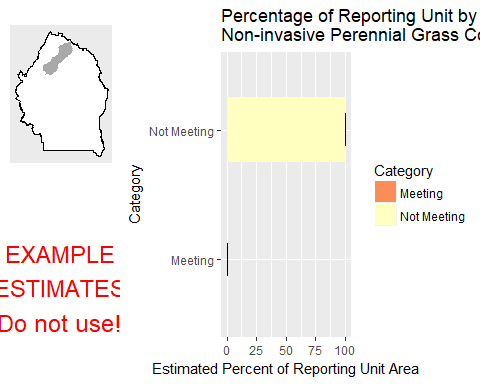 Percentage of Reporting Unit by
Non-invasive Perennial Grass Co
Category
Not Meeting
Meeting
0 25 50 75 100
Estimated Percent of Reporting Unit Area
Category
Meeting
Not Meeting
EXAMPLE
ESTIMATES
Do not use!